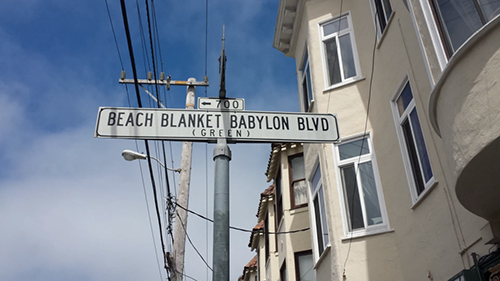 ← 700
BEACH BLANKET BABYLON BLVD
(GREEN)